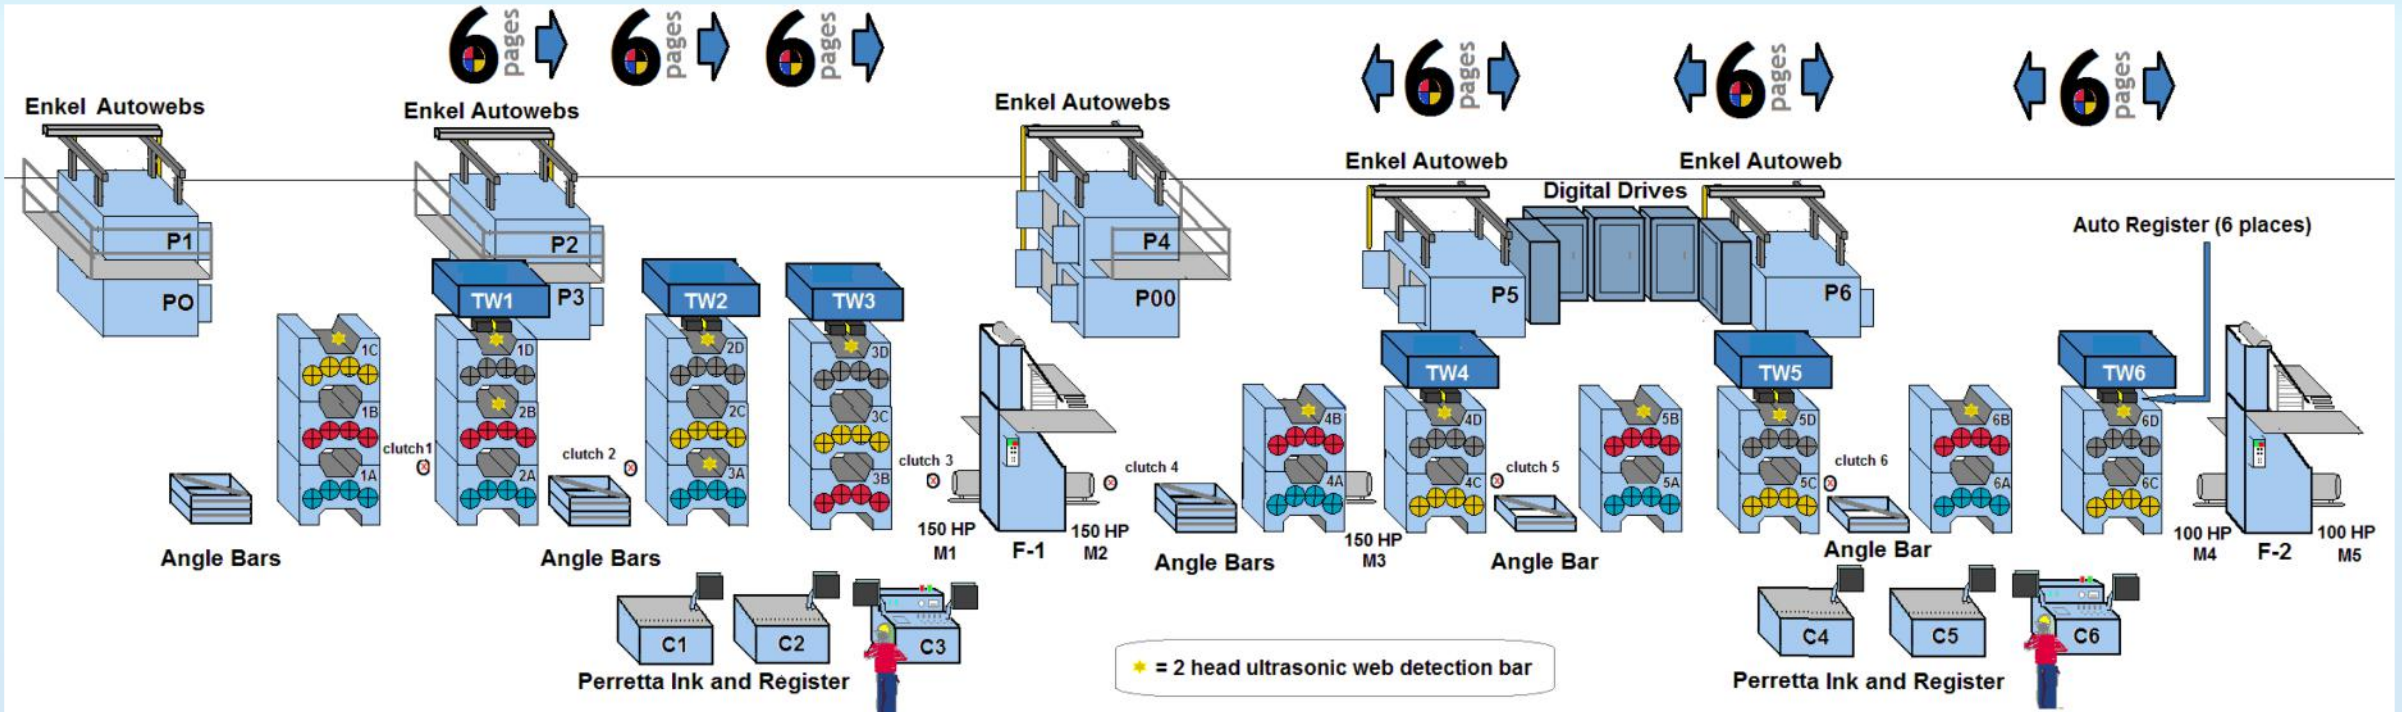 6 pages
6 pages
6 pages
6 pages
6 pages
6 pages
Enkel Autowebs
Enkel Autowebs
Enkel Autowebs
Enkel Autoweb
Enkel Autoweb
Digital Drives
Auto Register (6 places)
P1
PO
P2
P3
P4
P00
P5
P6
TW1
TW2
TW3
TW4
TW5
TW6
1C
1B
1A
1D
2B
2A
2D
2C
3A
3D
3C
3B
4B
4A
4D
4C
5B
5A
5D
5C
6B
6A
6D
6C
clutch1
clutch 2
clutch 3
clutch 4
clutch 5
clutch 6
Angle Bars
Angle Bars
150 HP
M1
F-1
150 HP
M2
Angle Bars
150 HP
M3
Angle Bar
Angle Bar
100 HP
M4
F-2
100 HP
M5
C1
C2
C3
Perretta Ink and Register
= 2 head ultrasonic web detection bar
C4
C5
C6
Perretta Ink and Register